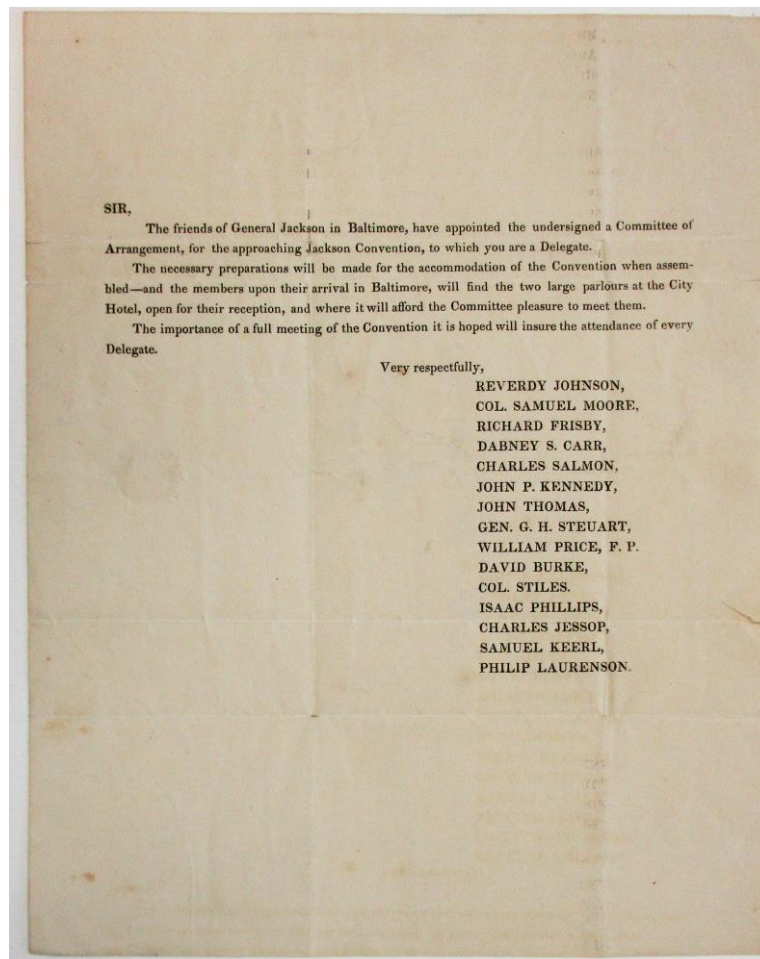 SIR,
The friends of General Jackson in Baltimore, have appointed the undersigned a Committee of
Arrangement, for the approaching Jackson Convention, to which you are a Delegate.
The necessary preparations will be made for the accommodation of the Convention when assem-
bled—and the members upon their arrival in Baltimore, will find the two large parlours at the City
Hotel, open for their reception, and where it will afford the Committee pleasure to meet them.
The importance of a full meeting of the Convention it is hoped will insure the attendance of every
Delegate.
Very respectfully,
REVERDY JOHNSON,
COL. SAMUEL MOORE,
RICHARD FRISBY,
DABNEY S. CARR,
CHARLES SALMON,
JOHN P. KENNEDY,
JOHN THOMAS,
GEN. G. H. STEUART,
WILLIAM PRICE, F. P.
DAVID BURKE,
COL. STILES.
ISAAC PHILLIPS,
CHARLES JESSOP,
SAMUEL KEERL,
PHILIP LAURENSON.